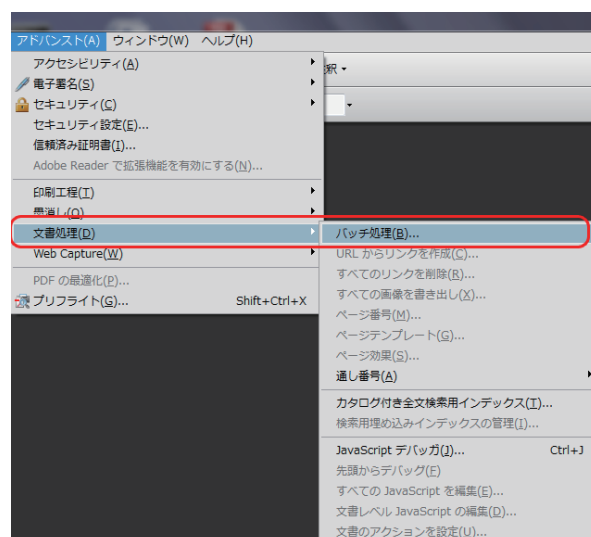 アドバンスト(A) ウィンドウ(W) ヘルプ(H)
アクセシビリティ(A)
電子署名(S)
セキュリティ(C)
セキュリティ設定(E)...
信頼済み証明書(I)...
Adobe Reader で拡張機能を有効にする(N)...
印刷工程(T)
墨消し(O)
文書処理(D)
Web Capture(W)
PDF の最適化(P)...
プリフライト(G)... Shift+Ctrl+X
釈
バッチ処理(B)...
URL からリンクを作成(C)...
すべてのリンクを削除(R)...
すべての画像を書き出し(X)...
ページ番号(M)...
ページテンプレート(G)...
ページ効果(S)...
通し番号(A)
カタログ付き全文検索用インデックス(T)...
検索用埋め込みインデックスの管理(I)...
JavaScript デバッガ(J)... Ctrl+J
先頭からデバッグ(F)
すべての JavaScript を編集(E)...
文書レベル JavaScript の編集(D)...
文書のアクションを設定(U)...